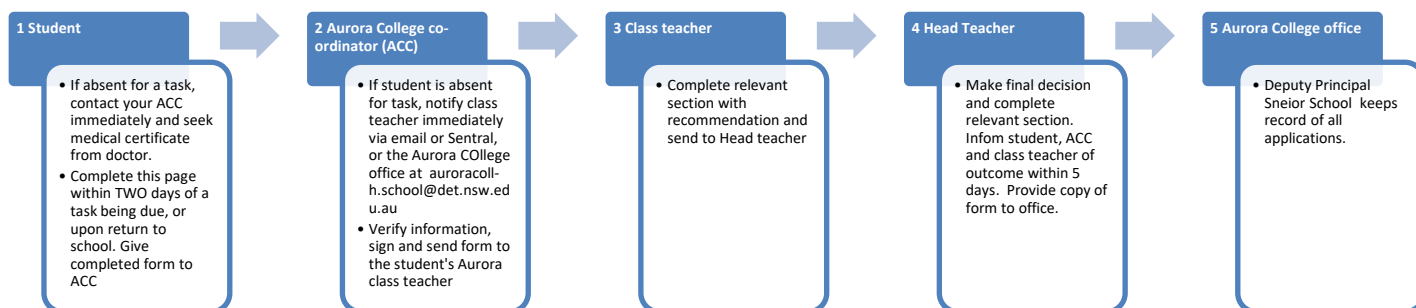 1 Student
• If absent for a task,
contact your ACC
immediately and seek
medical certificate
from doctor.
• Complete this page
within TWO days of a
task being due, or
upon return to
school. Give
completed form to
ACC
2 Aurora College co-
ordinator (ACC)
• If student is absent
for task, notify class
teacher immediately
via email or Sentral,
or the Aurora COllege
office at auroracoll-
h.school@det.nsw.ed
u.au
• Verify information,
sign and send form to
the student's Aurora
class teacher
3 Class teacher
• Complete relevant
section with
recommendation and
send to Head teacher
4 Head Teacher
• Make final decision
and complete
relevant section.
Infom student, ACC
and class teacher of
outcome within 5
days. Provide copy of
form to office.
5 Aurora College office
• Deputy Principal
Sneior School keeps
record of all
applications.